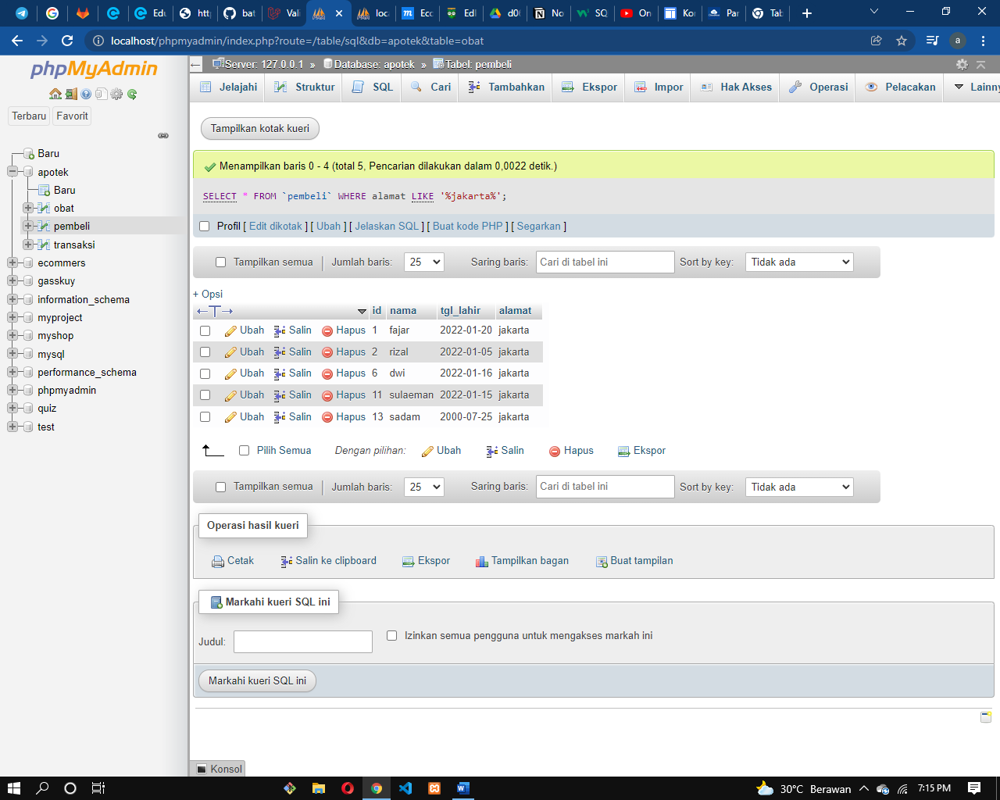 Edu
htt
bat
Vali
loca
Eco
Edl
d0
No
SQ
On
Kor
Par
Tab
localhost/phpmyadmin/index.php?route=/table/sql&db=apotek&table=obat
a
phpMyAdmin
Terbaru Favorit
Baru
apotek
Baru
obat
pembeli
transaksi
ecommers
gasskuy
information_schema
myproject
myshop
mysql
performance_schema
phpmyadmin
quiz
test
Server: 127.0.0.1 » Database: apotek » Tabel: pembeli
Jelajahi Struktur SQL Cari Tambahkan Ekspor Impor Hak Akses Operasi Pelacakan Lainny
Tampilkan kotak kueri
Menampilkan baris 0 - 4 (total 5, Pencarian dilakukan dalam 0,0022 detik.)
SELECT * FROM `pembeli` WHERE alamat LIKE '%jakarta%';
Profil [ Edit dikotak ] [ Ubah ] [ Jelaskan SQL ] [ Buat kode PHP ] [ Segarkan ]
Tampilkan semua | Jumlah baris: 25 Saring baris: Cari di tabel ini Sort by key: Tidak ada
+ Opsi
←T→ id nama tgl_lahir alamat
Ubah Salin Hapus 1 fajar 2022-01-20 jakarta
Ubah Salin Hapus 2 rizal 2022-01-05 jakarta
Ubah Salin Hapus 6 dwi 2022-01-16 jakarta
Ubah Salin Hapus 11 sulaeman 2022-01-15 jakarta
Ubah Salin Hapus 13 sadam 2000-07-25 jakarta
Pilih Semua Dengan pilihan: Ubah Salin Hapus Ekspor
Tampilkan semua | Jumlah baris: 25 Saring baris: Cari di tabel ini Sort by key: Tidak ada
Operasi hasil kueri
Cetak Salin ke clipboard Ekspor Tampilkan bagan Buat tampilan
Markahi kueri SQL ini
Judul: Izinkan semua pengguna untuk mengakses markah ini
Markahi kueri SQL ini
Konsol
30°C Berawan 7:15 PM